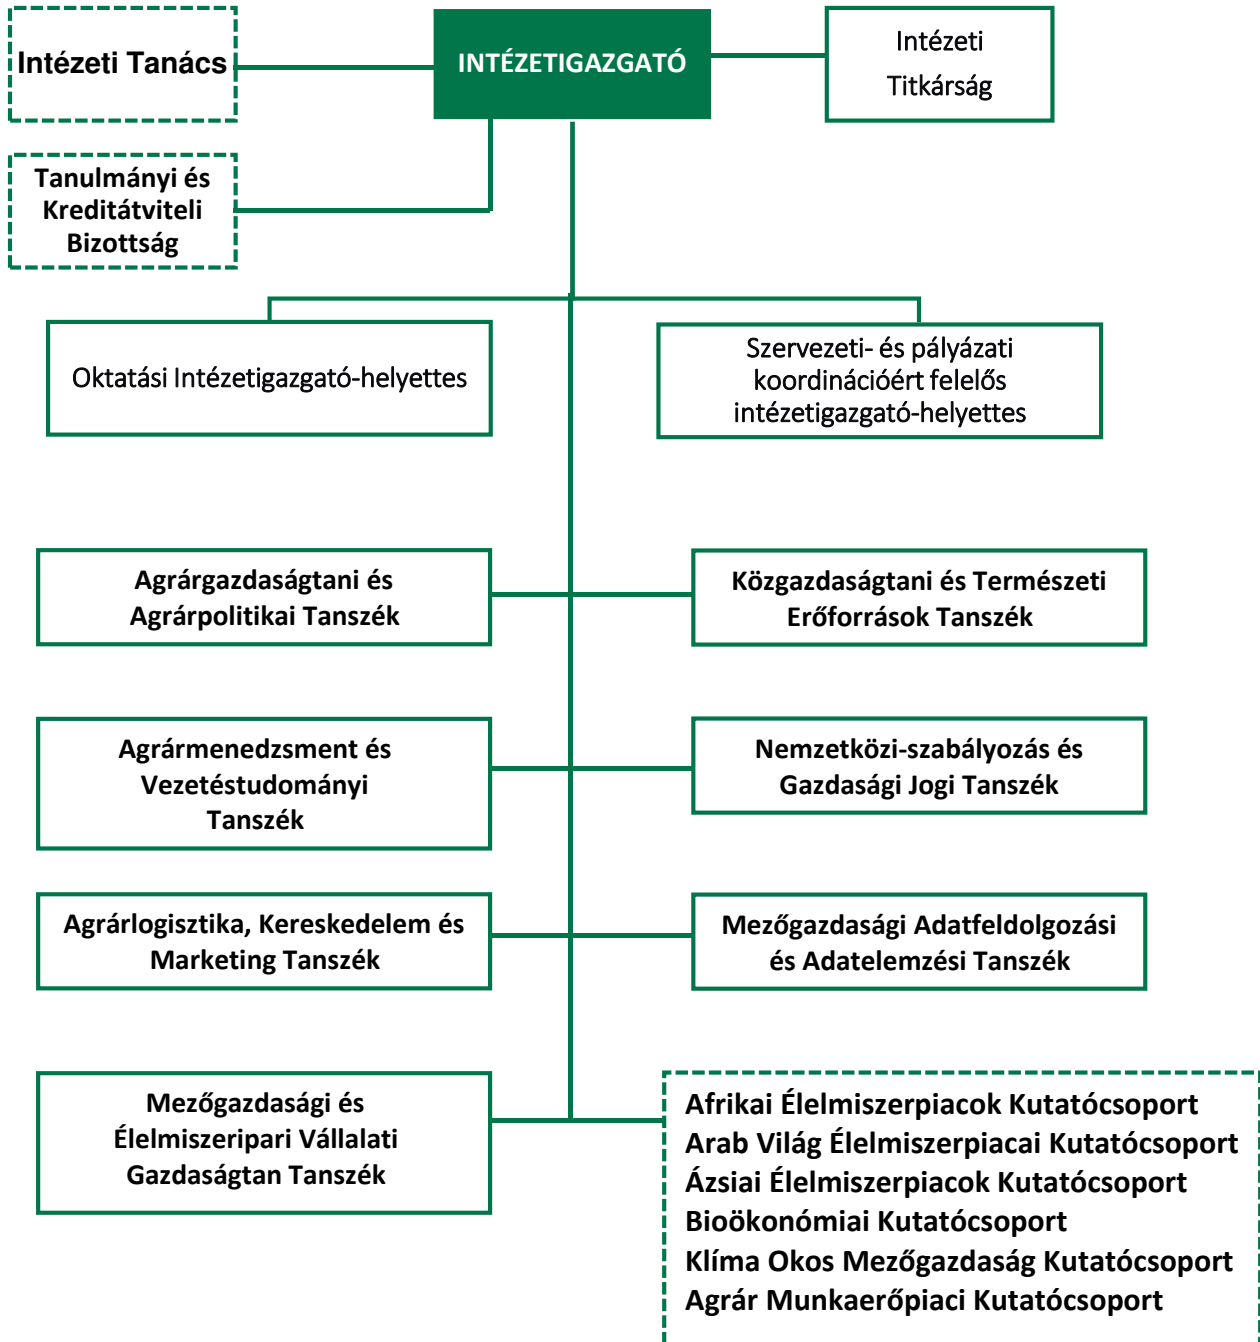 Intézeti Tanács
INTÉZETIGAZGATÓ
Intézeti
Titkárság
Tanulmányi és
Kreditátviteli
Bizottság
Oktatási Intézetigazgató-helyettes
Szervezeti- és pályázati
koordinációért felelős
intézetigazgató-helyettes
Agrárgazdaságtani és
Agrárpolitikai Tanszék
Közgazdaságtani és Természeti
Erőforrások Tanszék
Agrármenedzsment és
Vezetéstudományi
Tanszék
Nemzetközi-szabályozás és
Gazdasági Jogi Tanszék
Agrárlogisztika, Kereskedelem és
Marketing Tanszék
Mezőgazdasági Adatfeldolgozási
és Adatelemzési Tanszék
Mezőgazdasági és
Élelmiszeripari Vállalati
Gazdaságtan Tanszék
Afrikai Élelmiszerpiacok Kutatócsoport
Arab Világ Élelmiszerpiacai Kutatócsoport
Ázsiai Élelmiszerpiacok Kutatócsoport
Bioökonómiai Kutatócsoport
Klíma Okos Mezőgazdaság Kutatócsoport
Agrár Munkaerőpiaci Kutatócsoport